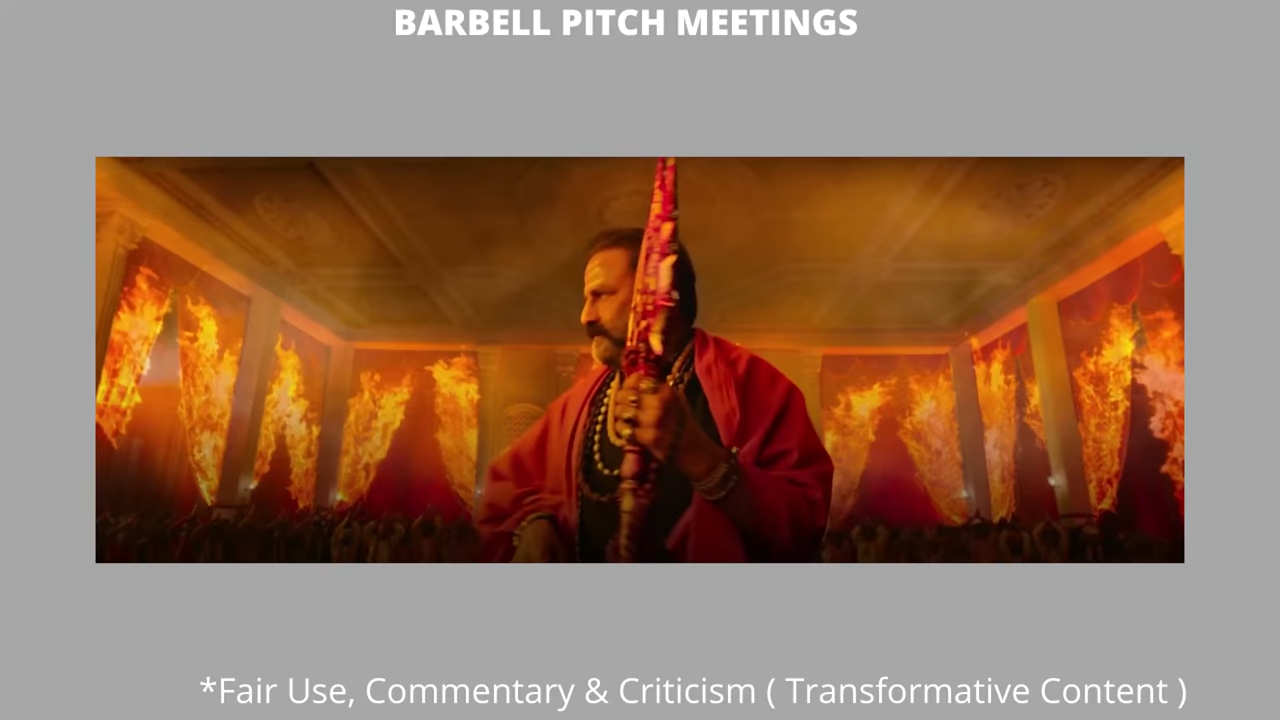 BARBELL PITCH MEETINGS
*Fair Use, Commentary & Criticism ( Transformative Content )